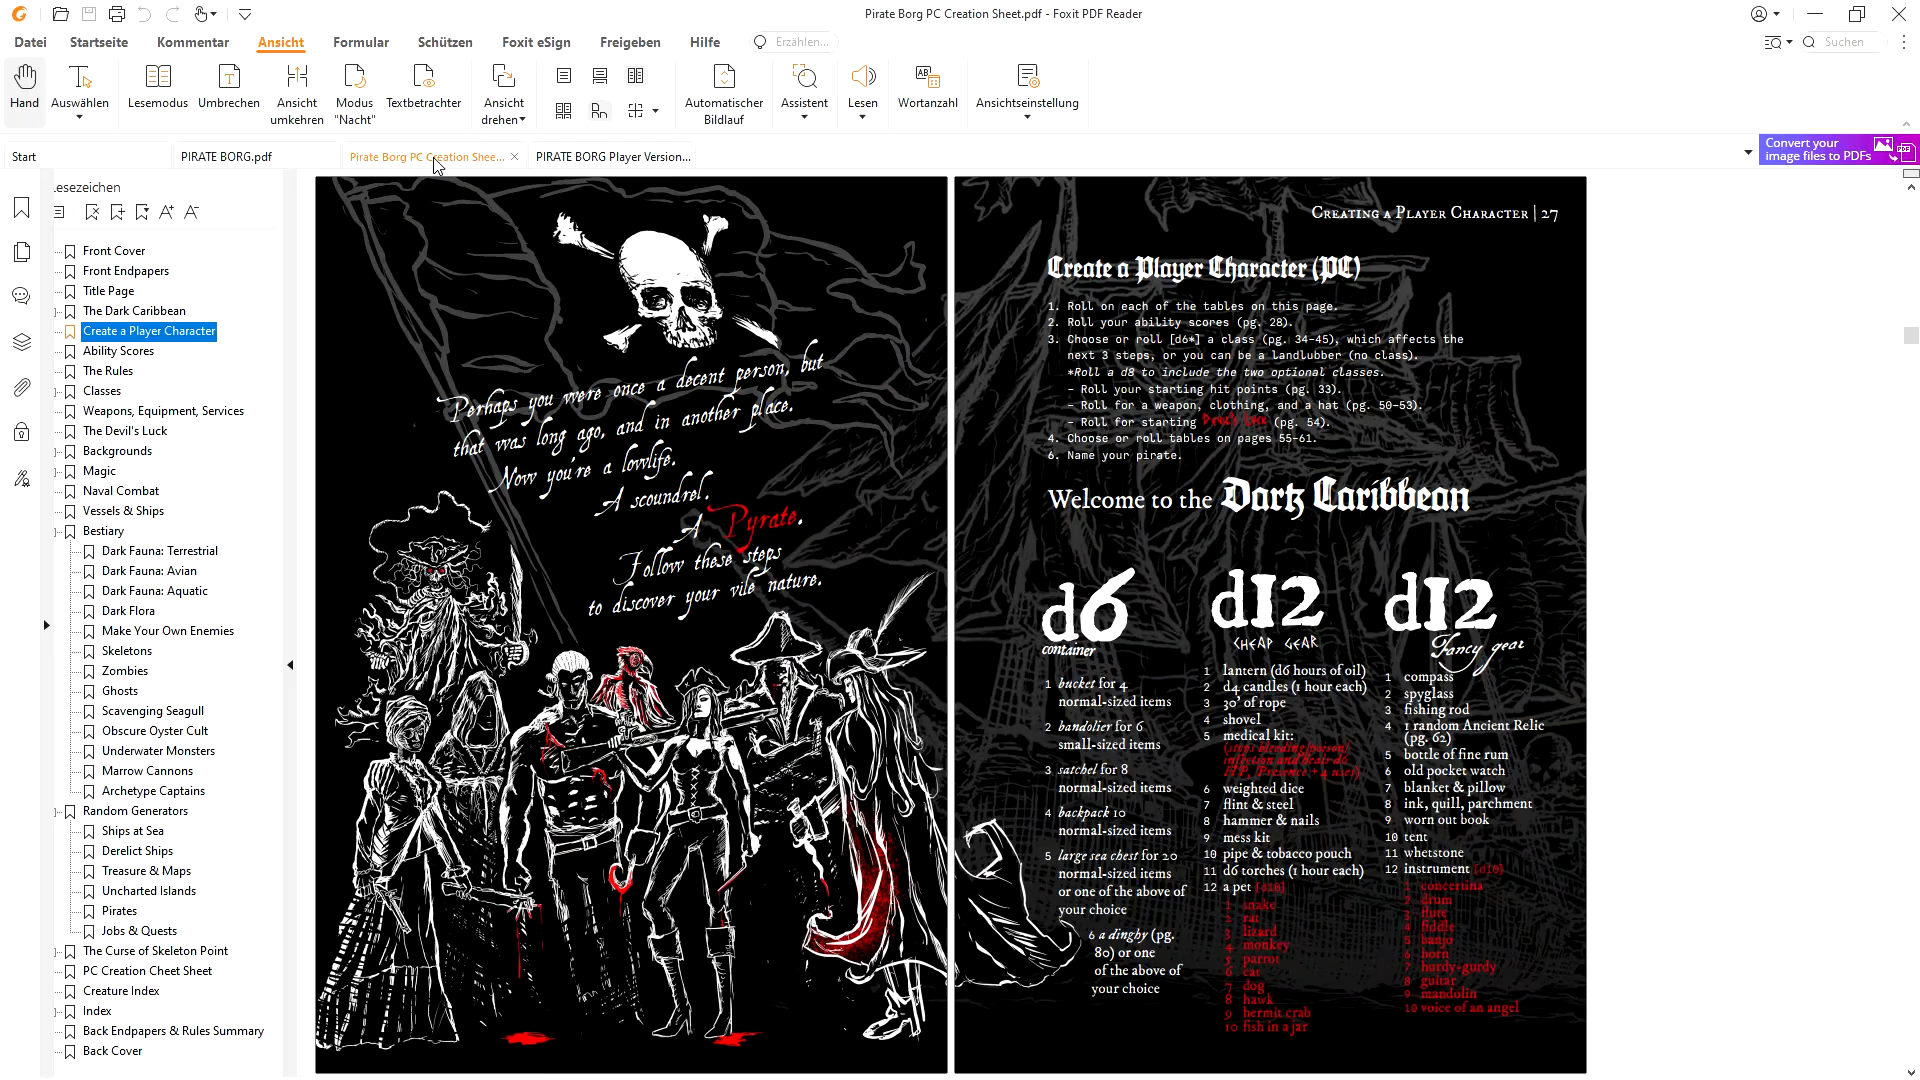 Pirate Borg PC Creation Sheet.pdf - Foxit PDF Reader
Datei Startseite Kommentar Ansicht Formular Schützen Foxit eSign Freigeben Hilfe Erzählen... Suchen
Hand Auswählen Lesemodus Umbrechen Ansicht umkehren Modus "Nacht" Textbetrachter Ansicht drehen Automatischer Bildlauf Assistent Lesen Wortanzahl Ansichtseinstellung
Start PIRATE BORG.pdf Pirate Borg PC Creation Shee... PIRATE BORG Player Version...
Convert your
image files to PDFs
esezeichen
Front Cover
Front Endpapers
Title Page
The Dark Caribbean
Create a Player Character
Ability Scores
The Rules
Classes
Weapons, Equipment, Services
The Devil's Luck
Backgrounds
Magic
Naval Combat
Vessels & Ships
Bestiary
Dark Fauna: Terrestrial
Dark Fauna: Avian
Dark Fauna: Aquatic
Dark Flora
Make Your Own Enemies
Skeletons
Zombies
Ghosts
Scavenging Seagull
Obscure Oyster Cult
Underwater Monsters
Marrow Cannons
Archetype Captains
Random Generators
Ships at Sea
Derelict Ships
Treasure & Maps
Uncharted Islands
Pirates
Jobs & Quests
The Curse of Skeleton Point
PC Creation Cheet Sheet
Creature Index
Index
Back Endpapers & Rules Summary
Back Cover
Perhaps you were once a decent person, but
that was long ago, and in another place.
Now you're a lowlife.
A scoundrel.
A Pyrate.
Follow these steps
to discover your vile nature.
Creating a Player Character | 27
Create a Player Character (PC)
1. Roll on each of the tables on this page.
2. Roll your ability scores (pg. 28).
3. Choose or roll [d6*] a class (pg. 34-45), which affects the
next 3 steps, or you can be a landlubber (no class).
*Roll a d8 to include the two optional classes.
- Roll your starting hit points (pg. 33).
- Roll for a weapon, clothing, and a hat (pg. 50-53).
- Roll for starting Devil's Luck (pg. 54).
4. Choose or roll tables on pages 55-61.
6. Name your pirate.
Welcome to the Dark Caribbean
d6
container
1 bucket for 4
normal-sized items
2 bandolier for 6
small-sized items
3 satchel for 8
normal-sized items
4 backpack 10
normal-sized items
5 large sea chest for 20
normal-sized items
or one of the above of
your choice
6 a dinghy (pg.
80) or one
of the above of
your choice
d12
CHEAP GEAR
1 lantern (d6 hours of oil)
2 d4 candles (1 hour each)
3 30' of rope
4 shovel
5 medical kit:
(stops bleeding/poison/
infection and heals d6
HP, Presence + 4 uses)
6 weighted dice
7 flint & steel
8 hammer & nails
9 mess kit
10 pipe & tobacco pouch
11 d6 torches (1 hour each)
12 a pet [d10]
1 snake
2 rat
3 lizard
4 monkey
5 parrot
6 cat
7 dog
8 hawk
9 hermit crab
10 fish in a jar
d12
Fancy gear
1 compass
2 spyglass
3 fishing rod
4 1 random Ancient Relic
(pg. 62)
5 bottle of fine rum
6 old pocket watch
7 blanket & pillow
8 ink, quill, parchment
9 worn out book
10 tent
11 whetstone
12 instrument [d10]
1 concertina
2 drum
3 flute
4 fiddle
5 banjo
6 horn
7 hurdy-gurdy
8 guitar
9 mandolin
10 voice of an angel